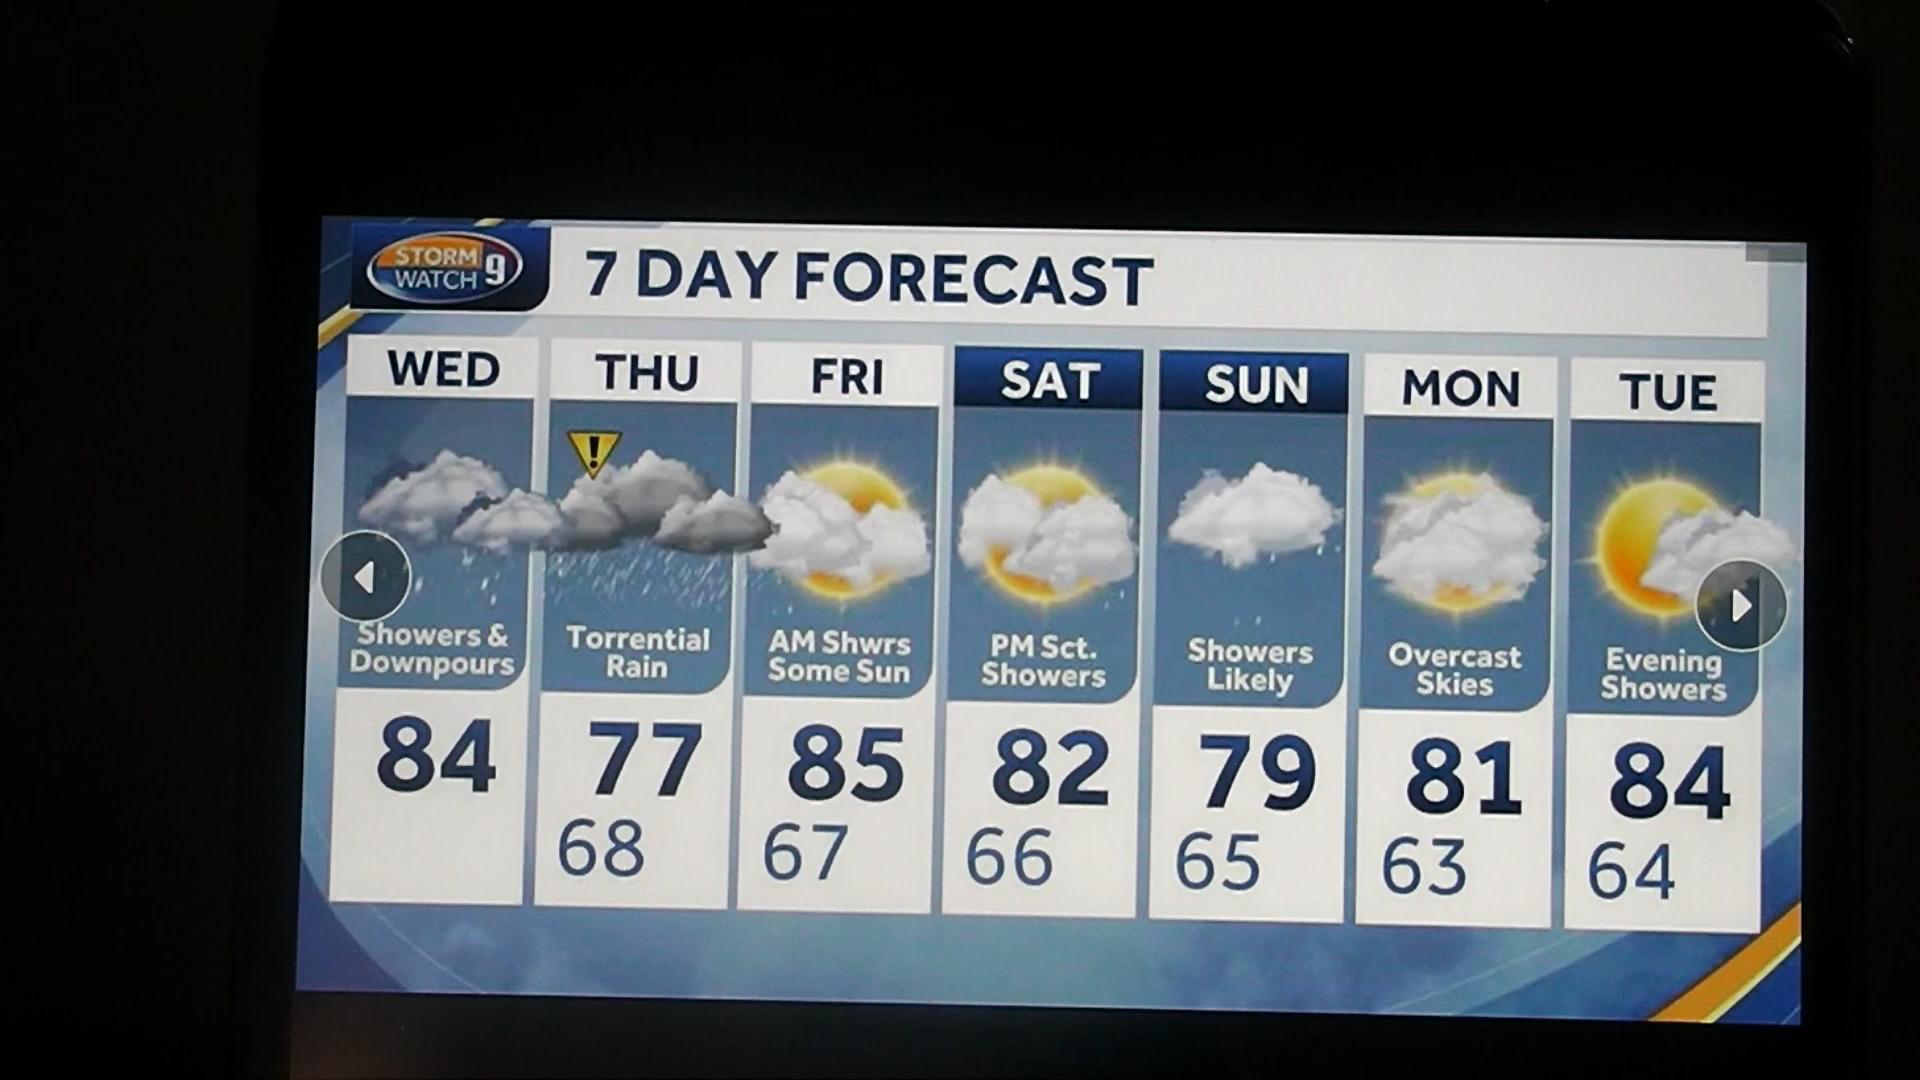 STORM
WATCH 9
7 DAY FORECAST
WED
THU
FRI
SAT
SUN
MON
TUE
!
Showers &
Downpours
Torrential
Rain
AM Shwrs
Some Sun
PM Sct.
Showers
Showers
Likely
Overcast
Skies
Evening
Showers
84
77
85
82
79
81
84
68
67
66
65
63
64